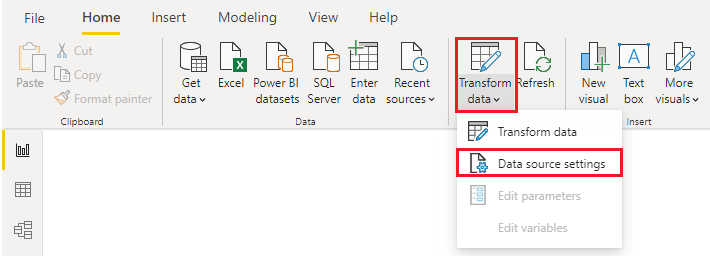 File Home Insert Modeling View Help
Paste
Cut
Copy
Format painter
Clipboard
Get
data
Excel
Power BI
datasets
SQL
Server
Enter
data
Recent
sources
Data
Transform
data
Refresh
New
visual
Text
box
More
visuals
Insert
Transform data
Data source settings
Edit parameters
Edit variables